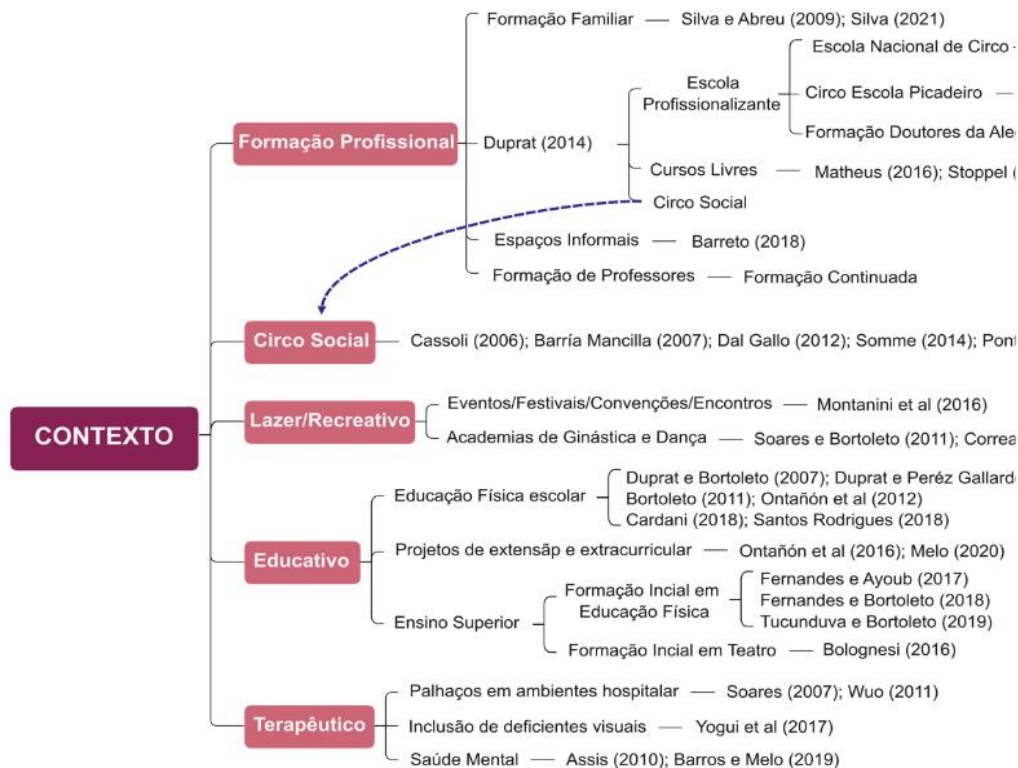 Formação Familiar — Silva e Abreu (2009); Silva (2021)
Escola Nacional de Circo
Escola
Profissionalizante
Circo Escola Picadeiro
Formação Profissional
Duprat (2014)
Formação Doutores da
Cursos Livres — Matheus (2016); Stoppel
Circo Social
Espaços Informais — Barreto (2018)
Formação de Professores — Formação Continuada
Circo Social — Cassoli (2006); Barría Mancilla (2007); Dal Gallo (2012); Somme (2014);
Lazer/Recreativo
Eventos/Festivais/Convenções/Encontros — Montanini et al (2016)
Academias de Ginástica e Dança — Soares e Bortoleto (2011); Correa
CONTEXTO
Educativo
Educação Física escolar
Duprat e Bortoleto (2007); Duprat e Peréz
Bortoleto (2011); Ontañón et al (2012)
Cardani (2018); Santos Rodrigues (2018)
Projetos de extensãp e extracurricular — Ontañón et al (2016); Melo (2020)
Ensino Superior
Formação Incial em
Educação Física
Fernandes e Ayoub (2017)
Fernandes e Bortoleto (2018)
Tucunduva e Bortoleto (2019)
Formação Incial em Teatro — Bolognesi (2016)
Terapêutico
Palhaços em ambientes hospitalar — Soares (2007); Wuo (2011)
Inclusão de deficientes visuais — Yogui et al (2017)
Saúde Mental — Assis (2010); Barros e Melo (2019)